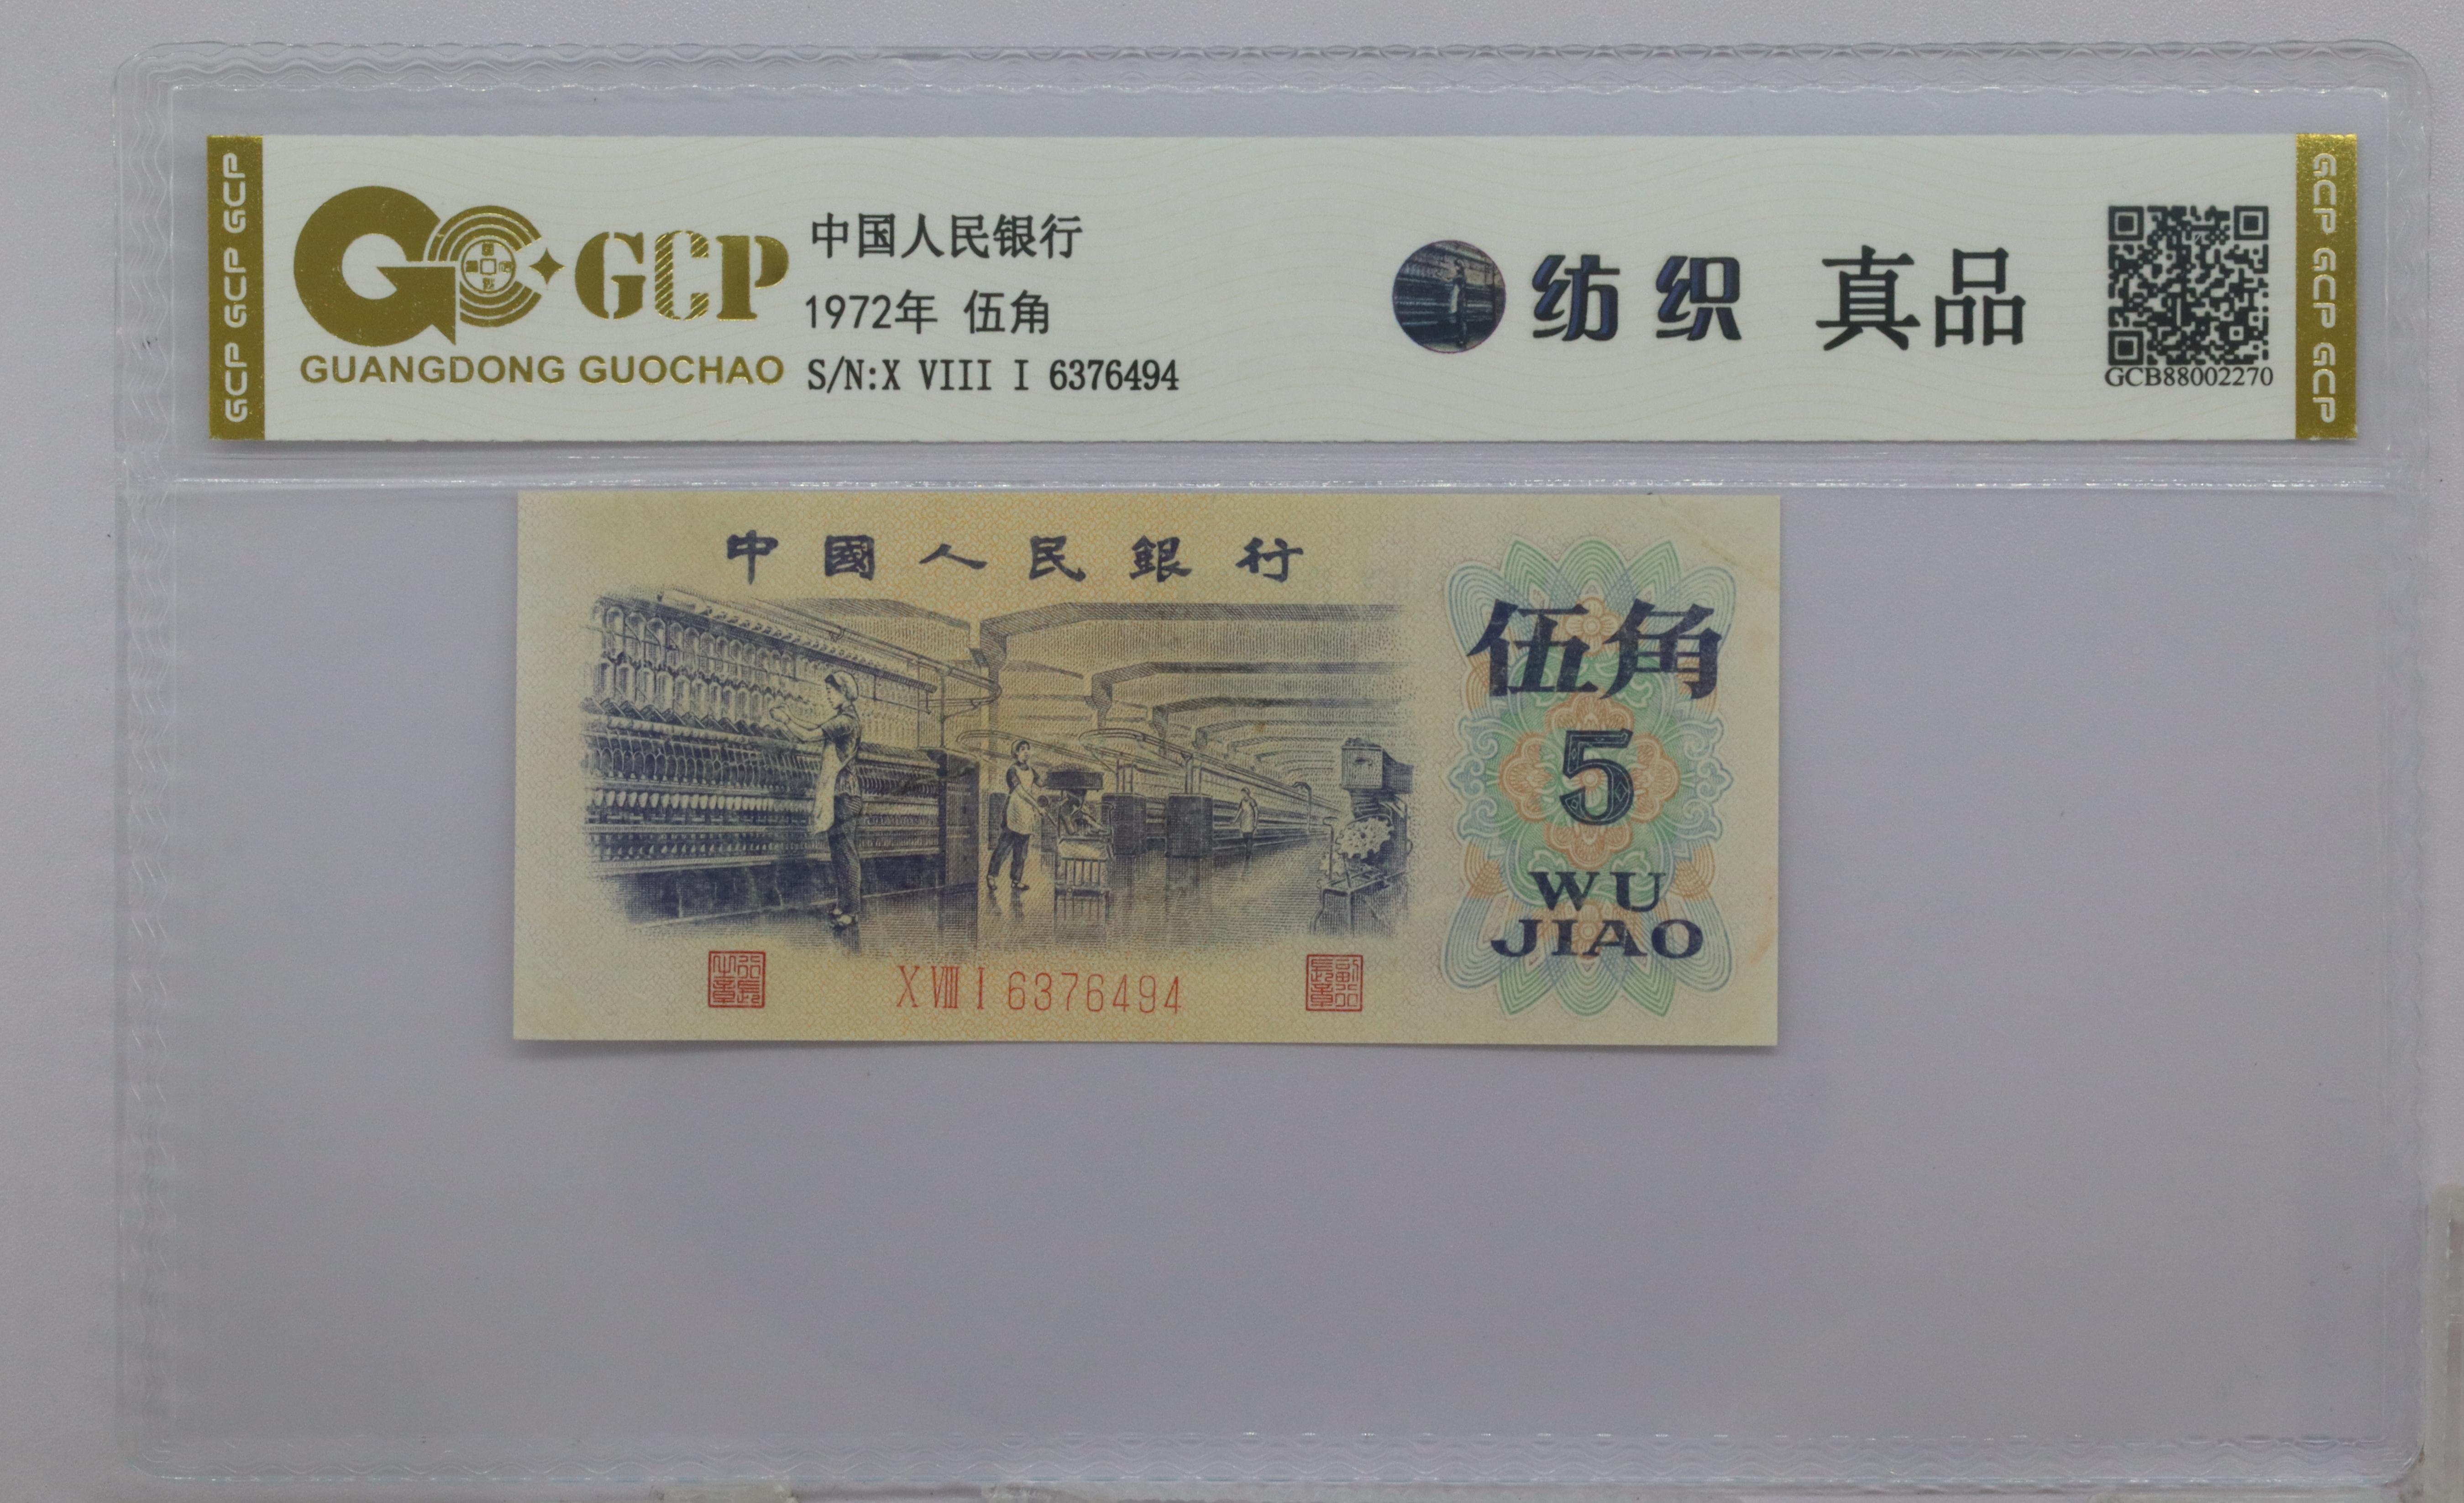 GCP GCP GCP
GCP
GUANGDONG GUOCHAO
中国人民银行
1972年 伍角
S/N:X VIII I 6376494
纺织 真品
GCB88002270
GCP GCP GCP
中國人民銀行
伍角
5
WU
JIAO
X VIII I 6376494